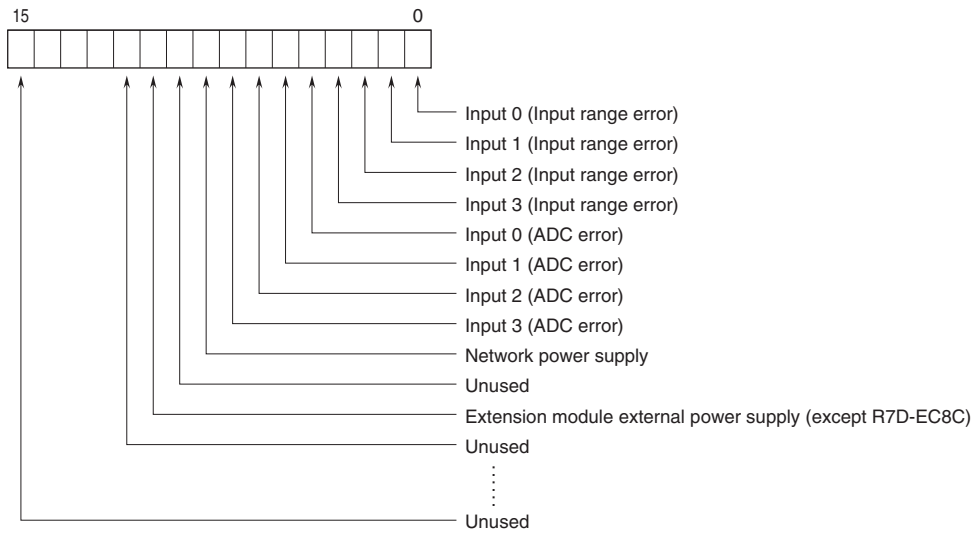 15 0
Input 0 (Input range error)
Input 1 (Input range error)
Input 2 (Input range error)
Input 3 (Input range error)
Input 0 (ADC error)
Input 1 (ADC error)
Input 2 (ADC error)
Input 3 (ADC error)
Network power supply
Unused
Extension module external power supply (except R7D-EC8C)
Unused
Unused